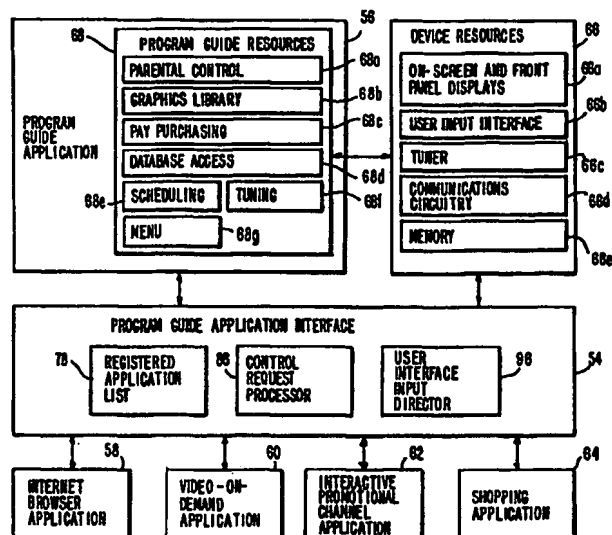 68
PROGRAM GUIDE RESOURCES
56
DEVICE RESOURCES
66
PARENTAL CONTROL
68a
ON-SCREEN AND FRONT
PANEL DISPLAYS
66a
GRAPHICS LIBRARY
68b
66b
PROGRAM
GUIDE
APPLICATION
PAY PURCHASING
68c
USER INPUT INTERFACE
DATABASE ACCESS
68d
TUNER
66c
68e
SCHEDULING
TUNING
68f
COMMUNICATIONS
CIRCUITRY
66d
MENU
68g
MEMORY
66e
PROGRAM GUIDE APPLICATION INTERFACE
78
REGISTERED
APPLICATION
LIST
86
CONTROL
REQUEST
PROCESSOR
USER
INTERFACE
INPUT
DIRECTOR
96
54
58
60
62
64
INTERNET
BROWSER
APPLICATION
VIDEO-ON-
DEMAND APPLICATION
INTERACTIVE
PROMOTIONAL
CHANNEL
APPLICATION
SHOPPING
APPLICATION